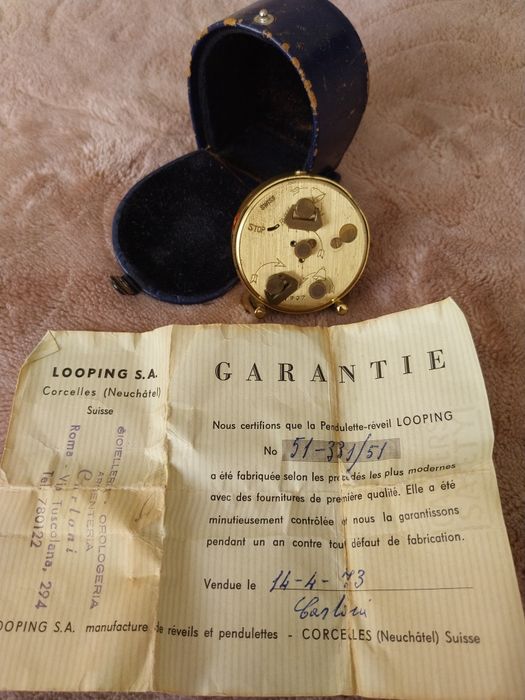 SWISS
STOP
LOOPING S.A.
Corcelles (Neuchâtel)
Suisse
GIOIELLERIA - OROLOGERIA
ARGENTERIA
Carloni
Roma - Via Tuscolana, 294
Tel. 780122
GARANTIE
Nous certifions que la Pendulette-réveil LOOPING
No 51-331/51
a été fabriquée selon les procédés les plus modernes
avec des fournitures de première qualité. Elle a été
minutieusement contrôlée et nous la garantissons
pendant un an contre tout défaut de fabrication.
Vendue le 14-4-73
LOOPING S.A. manufacture de réveils et pendulettes - CORCELLES (Neuchâtel) Suisse